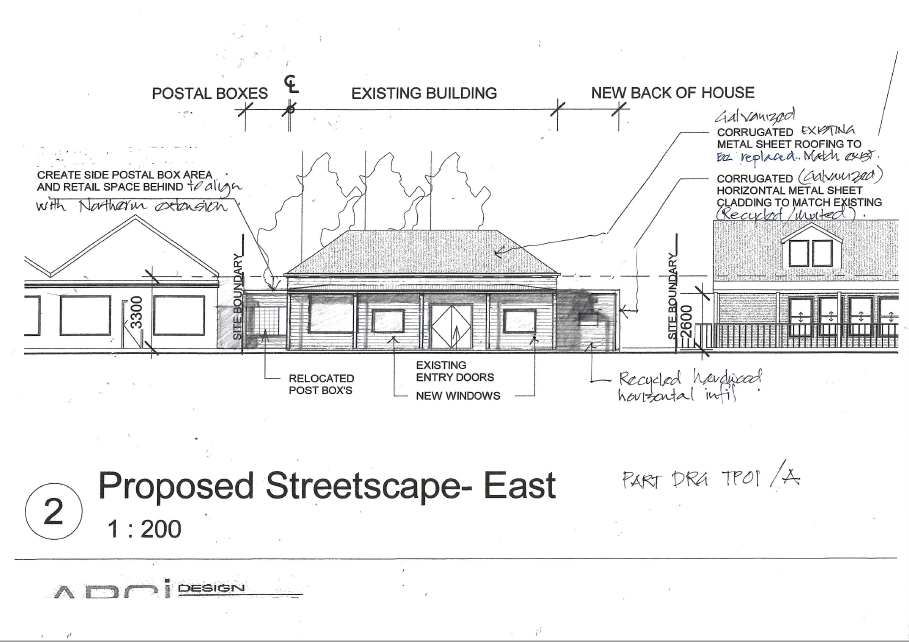 POSTAL BOXES
EXISTING BUILDING
NEW BACK OF HOUSE
Galvanized
CORRUGATED EXISTING
METAL SHEET ROOFING TO
BE replaced. Match exist.
CORRUGATED (Galvanized)
HORIZONTAL METAL SHEET
CLADDING TO MATCH EXISTING
(Recycled /
CREATE SIDE POSTAL BOX AREA
AND RETAIL SPACE BEHIND to align
with Northern extension
SITE BOUNDARY
3300
SITE BOUNDARY
2600
RELOCATED
POST BOX'S
EXISTING
ENTRY DOORS
NEW WINDOWS
Recycled hardwood
horizontal infil
2
Proposed Streetscape- East
1 : 200
PART DRG TP01 /A
DESIGN